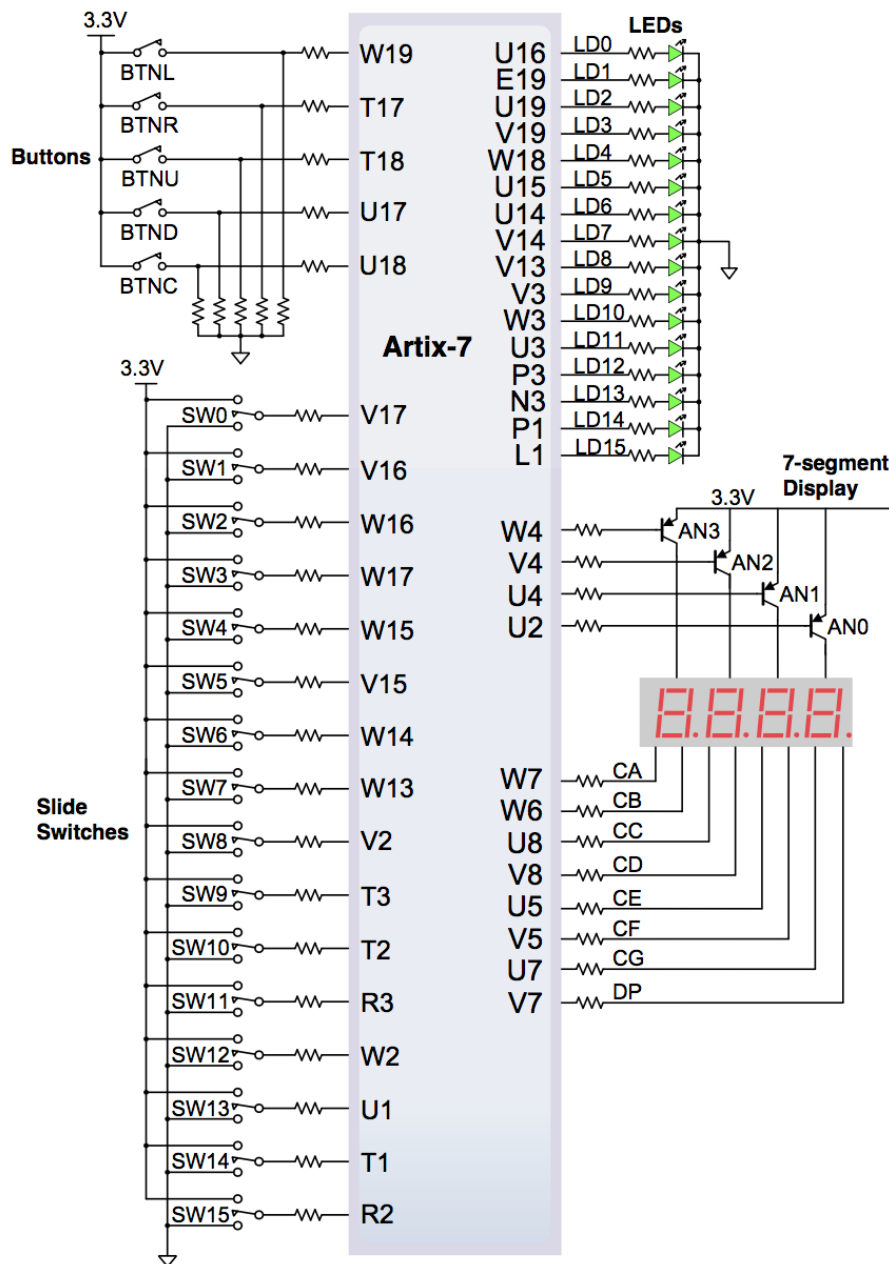 3.3V
BTNL
BTNR
Buttons
BTNU
BTND
BTNC
W19
T17
T18
U17
U18
3.3V
SW0
SW1
SW2
SW3
SW4
SW5
SW6
SW7
Slide
Switches
SW8
SW9
SW10
SW11
SW12
SW13
SW14
SW15
V17
V16
W16
W17
W15
V15
W14
W13
V2
T3
T2
R3
W2
U1
T1
R2
Artix-7
LEDs
U16 LD0
E19 LD1
U19 LD2
V19 LD3
W18 LD4
U15 LD5
U14 LD6
V14 LD7
V13 LD8
V3 LD9
W3 LD10
U3 LD11
P3 LD12
N3 LD13
P1 LD14
L1 LD15
7-segment
Display
3.3V
W4 AN3
V4 AN2
U4 AN1
U2 AN0
8.8.8.8.
W7 CA
W6 CB
U8 CC
V8 CD
U5 CE
V5 CF
U7 CG
V7 DP